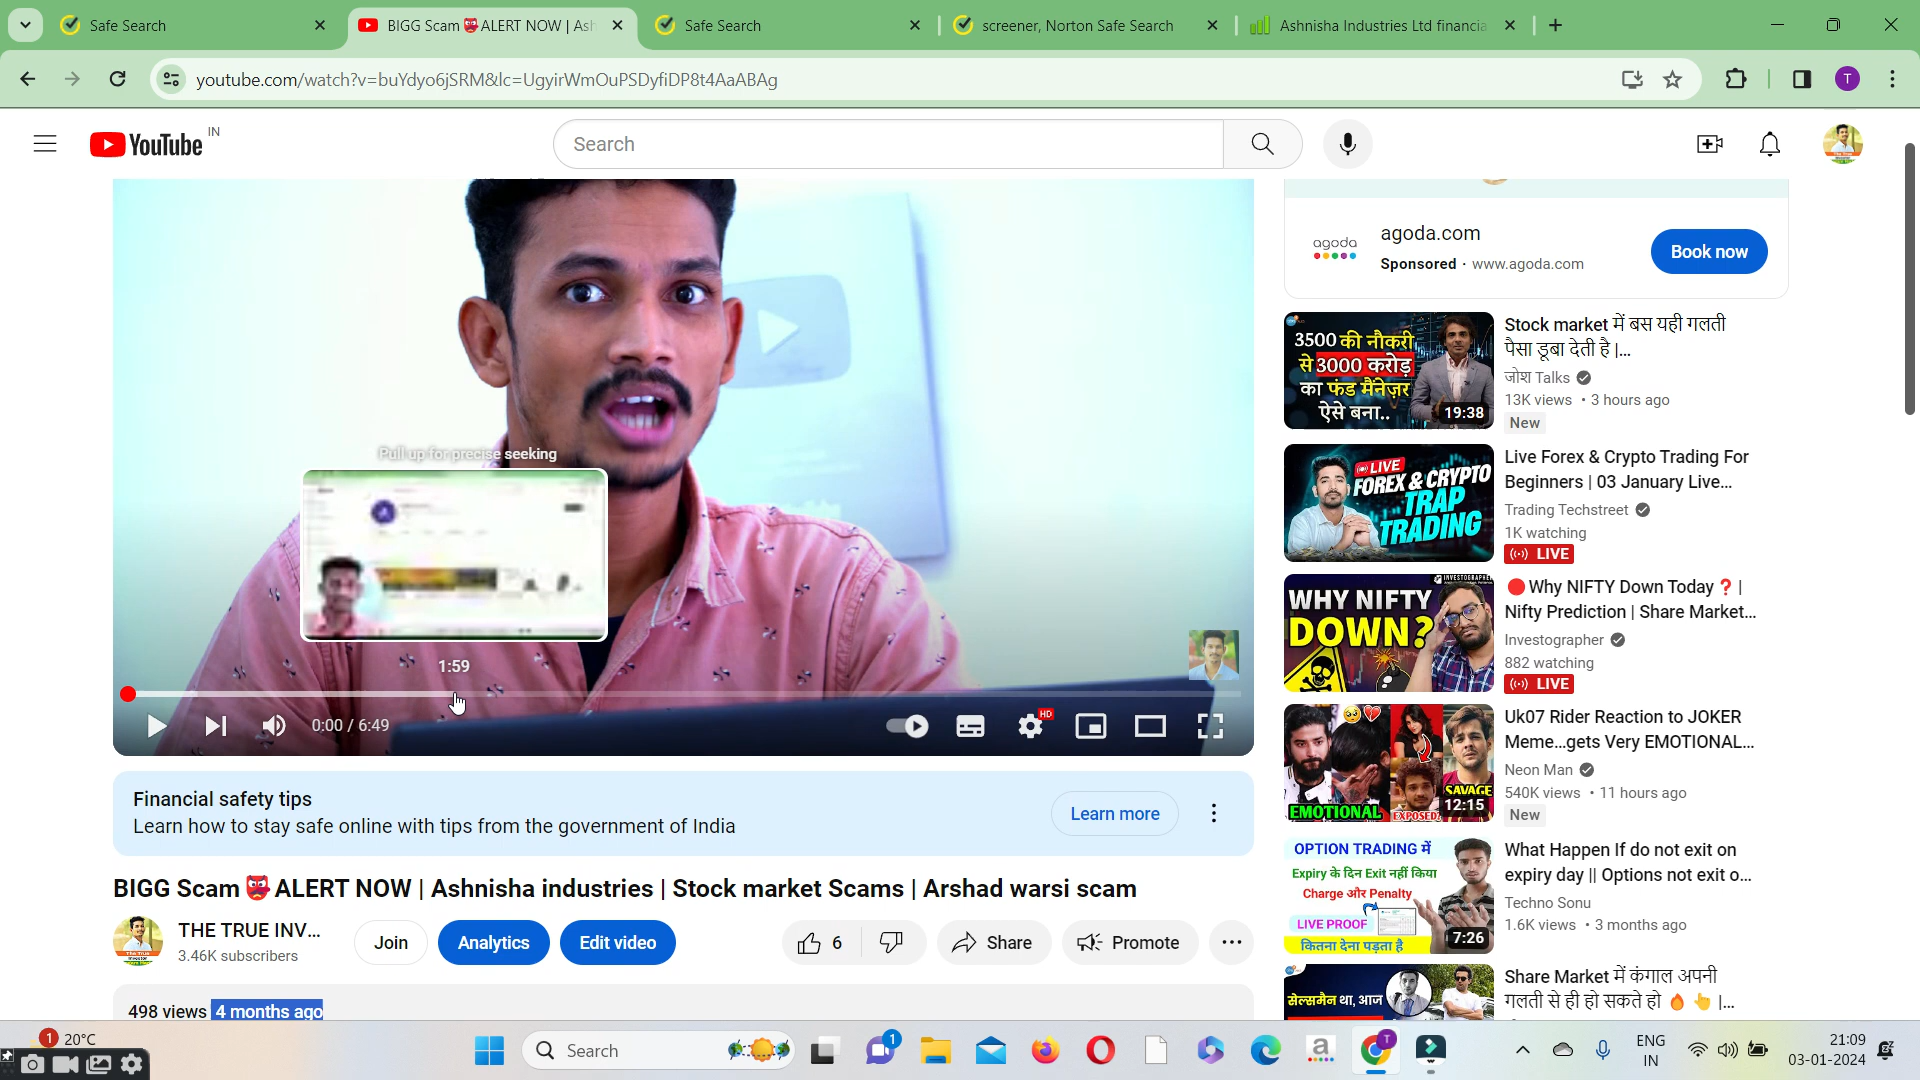 Safe Search
BIGG Scam 👹ALERT NOW | Ash
Safe Search
screener, Norton Safe Search
Ashnisha Industries Ltd financia
youtube.com/watch?v=buYdyo6jSRM&lc=UgyirWmOuPSDyfiDP8t4AaABAg
T
YouTube IN
Search
Pull up for precise seeking
1:59
0:00 / 6:49
HD
Financial safety tips
Learn how to stay safe online with tips from the government of India
Learn more
BIGG Scam 👹ALERT NOW | Ashnisha industries | Stock market Scams | Arshad warsi scam
THE TRUE INV...
3.46K subscribers
Join
Analytics
Edit video
6
Share
Promote
498 views 4 months ago
agoda
agoda.com
Sponsored · www.agoda.com
Book now
3500 की नौकरी
से 3000 करोड़
का फंड मैनेज़र
ऐसे बना..
19:38
Stock market में बस यही गलती
पैसा डूबा देती है |...
जोश Talks
13K views • 3 hours ago
New
LIVE
FOREX & CRYPTO
TRAP
TRADING
Live Forex & Crypto Trading For
Beginners | 03 January Live...
Trading Techstreet
1K watching
LIVE
INVESTOGRAPHER
WHY NIFTY
DOWN?
🔴Why NIFTY Down Today❓|
Nifty Prediction | Share Market...
Investographer
882 watching
LIVE
EMOTIONAL
EXPOSED
SAVAGE
12:15
Uk07 Rider Reaction to JOKER
Meme...gets Very EMOTIONAL...
Neon Man
540K views • 11 hours ago
New
OPTION TRADING में
Expiry के दिन Exit नहीं किया
Charge और Penalty
LIVE PROOF
कितना देना पड़ता है
7:26
What Happen If do not exit on
expiry day || Options not exit o...
Techno Sonu
1.6K views • 3 months ago
सेल्समैन था, आज
Share Market में कंगाल अपनी
गलती से ही हो सकते हो 🔥 👆 |...
1
20°C
Search
1
a
T
ENG
IN
21:09
03-01-2024